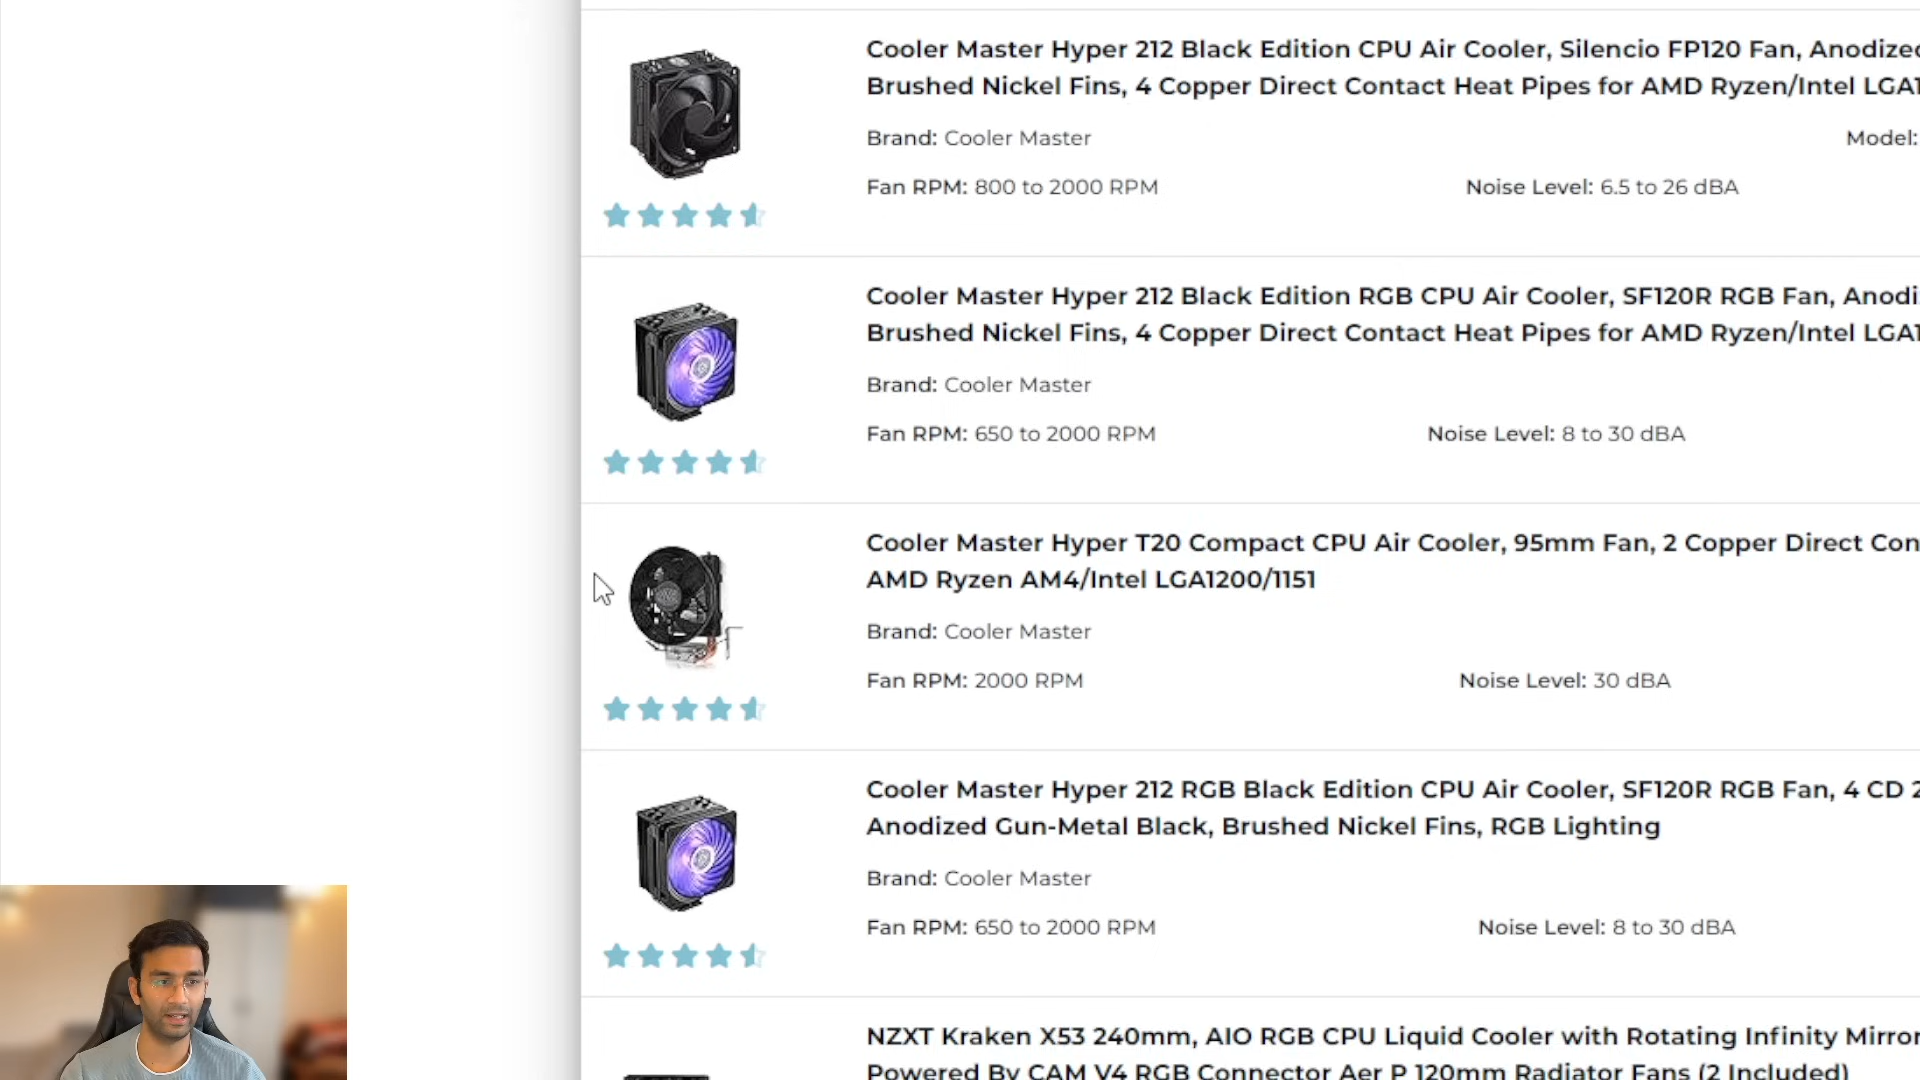 Cooler Master Hyper 212 Black Edition CPU Air Cooler, Silencio FP120 Fan, Anodized
Brushed Nickel Fins, 4 Copper Direct Contact Heat Pipes for AMD Ryzen/Intel LGA1
Brand: Cooler Master
Model:
Fan RPM: 800 to 2000 RPM
Noise Level: 6.5 to 26 dBA
Cooler Master Hyper 212 Black Edition RGB CPU Air Cooler, SF120R RGB Fan, Anodi
Brushed Nickel Fins, 4 Copper Direct Contact Heat Pipes for AMD Ryzen/Intel LGA1
Brand: Cooler Master
Fan RPM: 650 to 2000 RPM
Noise Level: 8 to 30 dBA
Cooler Master Hyper T20 Compact CPU Air Cooler, 95mm Fan, 2 Copper Direct Con
AMD Ryzen AM4/Intel LGA1200/1151
Brand: Cooler Master
Fan RPM: 2000 RPM
Noise Level: 30 dBA
Cooler Master Hyper 212 RGB Black Edition CPU Air Cooler, SF120R RGB Fan, 4 CD 2
Anodized Gun-Metal Black, Brushed Nickel Fins, RGB Lighting
Brand: Cooler Master
Fan RPM: 650 to 2000 RPM
Noise Level: 8 to 30 dBA
NZXT Kraken X53 240mm, AIO RGB CPU Liquid Cooler with Rotating Infinity Mirror
Powered By CAM V4 RGB Connector Aer P 120mm Radiator Fans (2 Included)